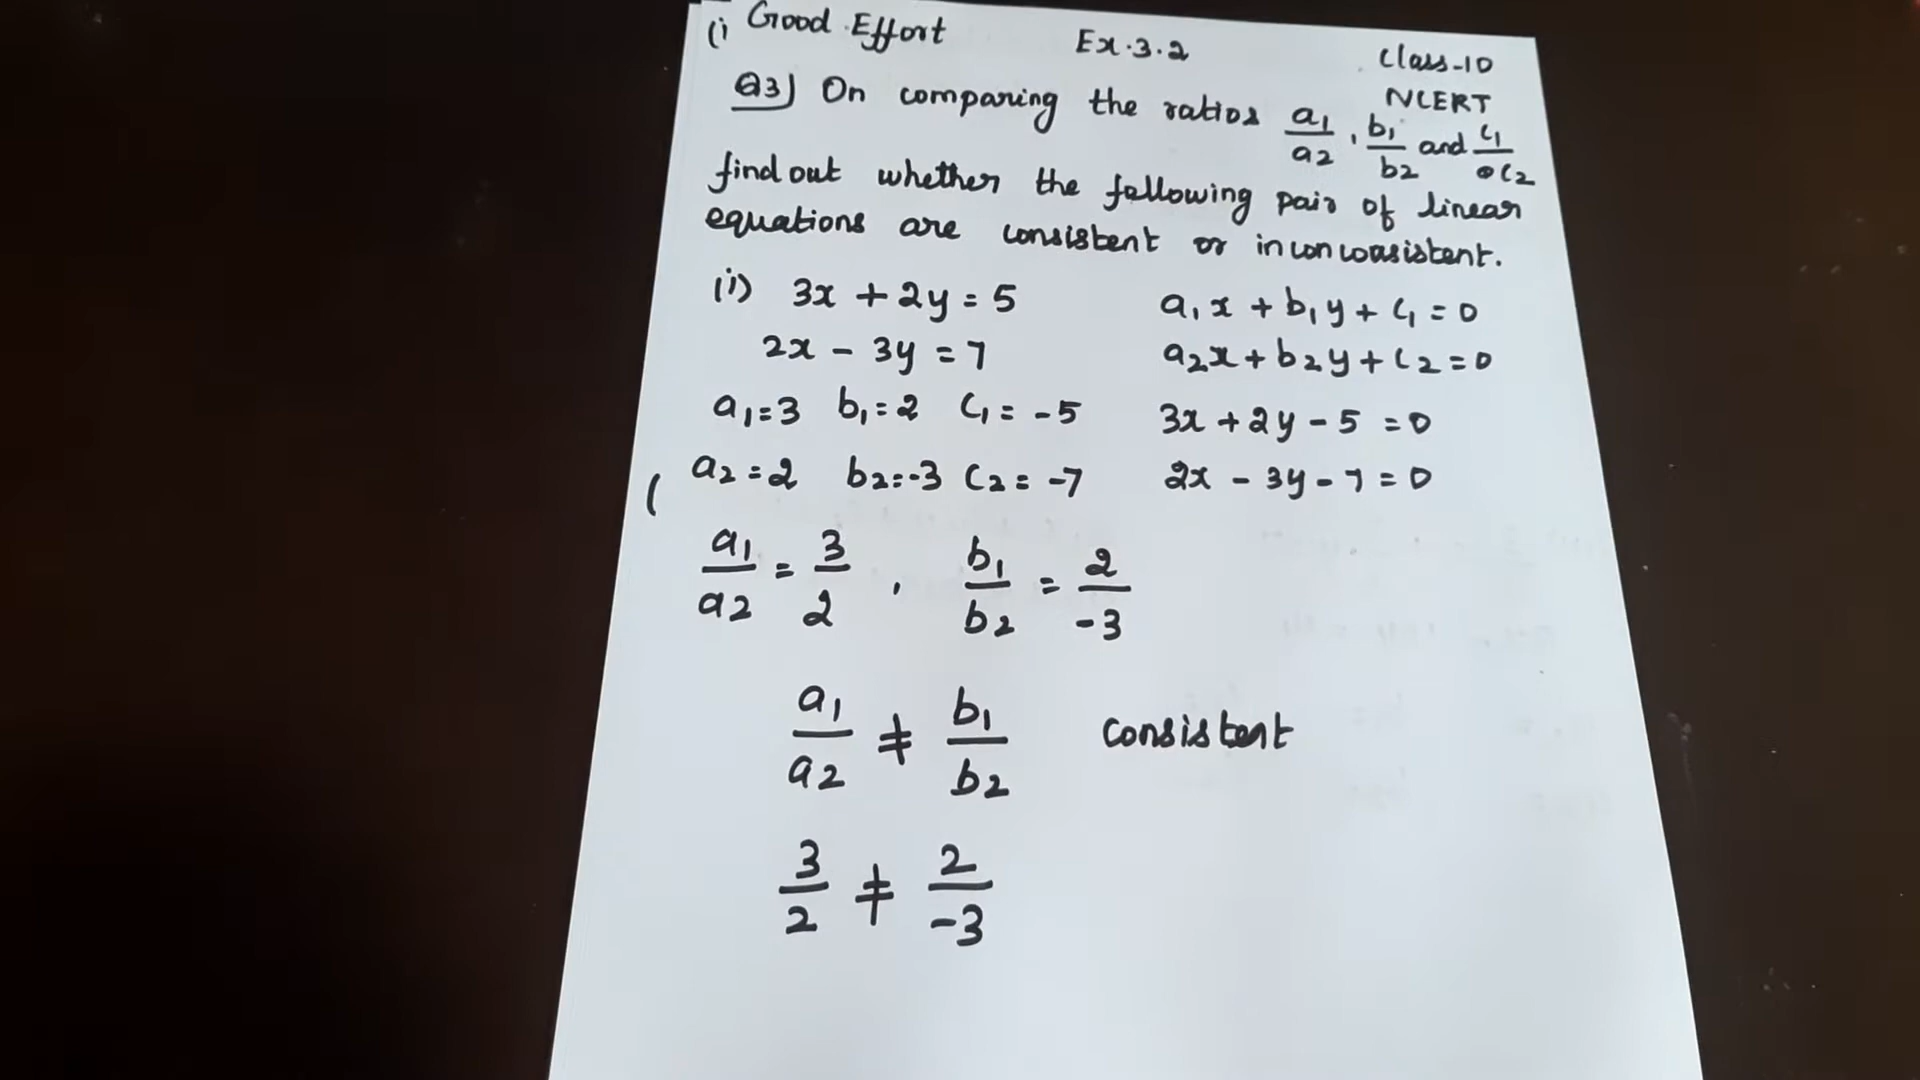 (i Good Effort Ex.3.2 Class-10
NCERT
Q3) On comparing the ratios a1/a2, b1/b2 and c1/c2
find out whether the following pair of linear
equations are consistent or inconconsistent.
(i) 3x + 2y = 5 a1x + b1y + c1 = 0
2x - 3y = 7 a2x + b2y + c2 = 0
a1=3 b1=2 c1= -5 3x + 2y - 5 = 0
( a2=2 b2=-3 c2= -7 2x - 3y - 7 = 0
a1/a2 = 3/2, b1/b2 = 2/-3
a1/a2 ≠ b1/b2 consistent
3/2 ≠ 2/-3